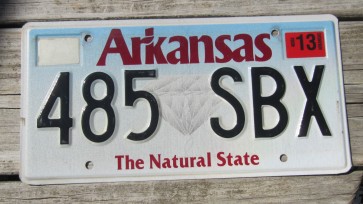 Arkansas
13
485 SBX
The Natural State